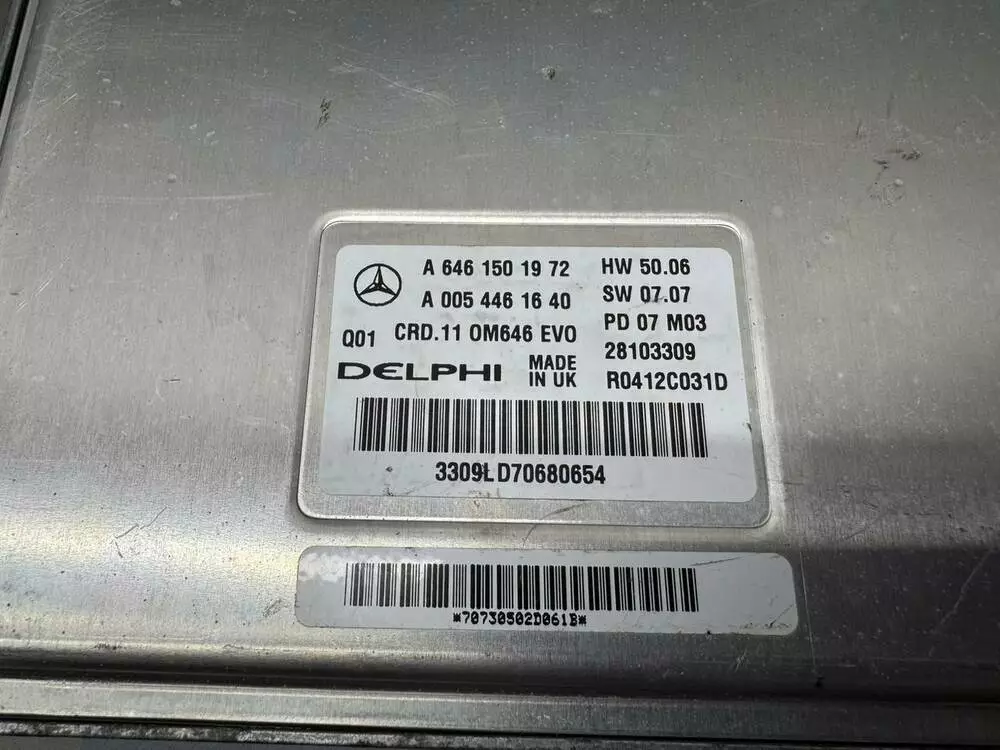 A 646 150 19 72
A 005 446 16 40
Q01 CRD.11 OM646 EVO
DELPHI MADE IN UK
HW 50.06
SW 07.07
PD 07 M03
28103309
R0412C031D
3309LD70680654
*70730502D061B*